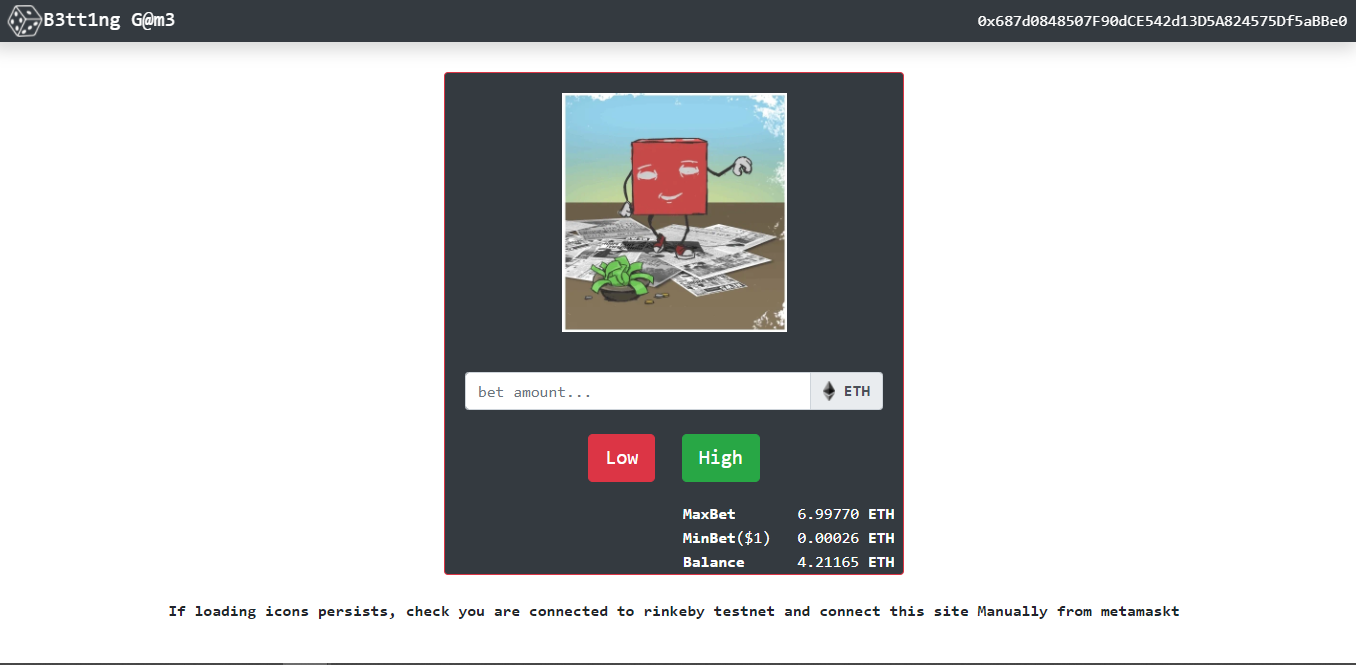 B3tt1ng G@m3
0x687d0848507F90dCE542d13D5A824575Df5aBBe0
bet amount...
ETH
Low
High
MaxBet 6.99770 ETH
MinBet($1) 0.00026 ETH
Balance 4.21165 ETH
If loading icons persists, check you are connected to rinkeby testnet and connect this site Manually from metamaskt